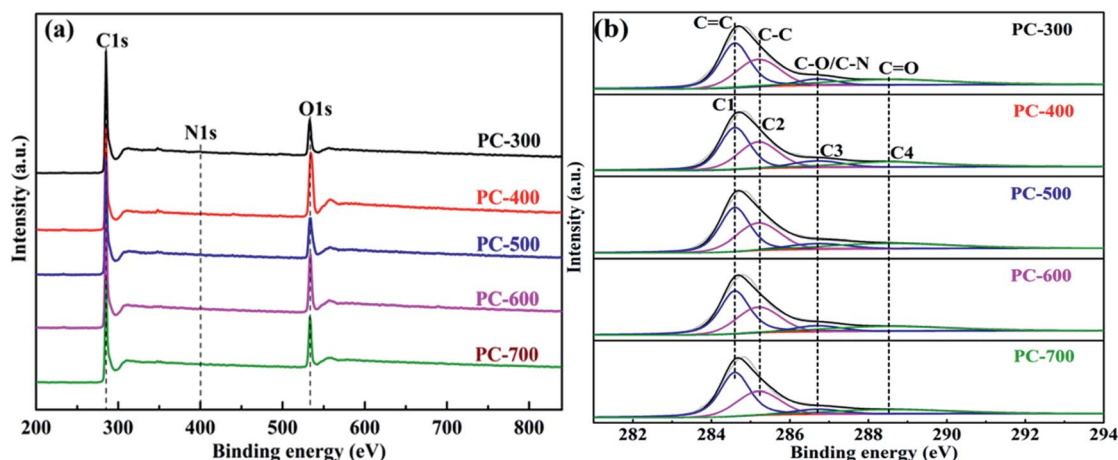 (a)
C1s
N1s
O1s
PC-300
PC-400
PC-500
PC-600
PC-700
Intensity (a.u.)
200 300 400 500 600 700 800
Binding energy (eV)
(b)
C=C
C-C
C-O/C-N
C=O
PC-300
C1
C2
C3
C4
PC-400
PC-500
PC-600
PC-700
Intensity (a.u.)
282 284 286 288 290 292 294
Binding energy (eV)